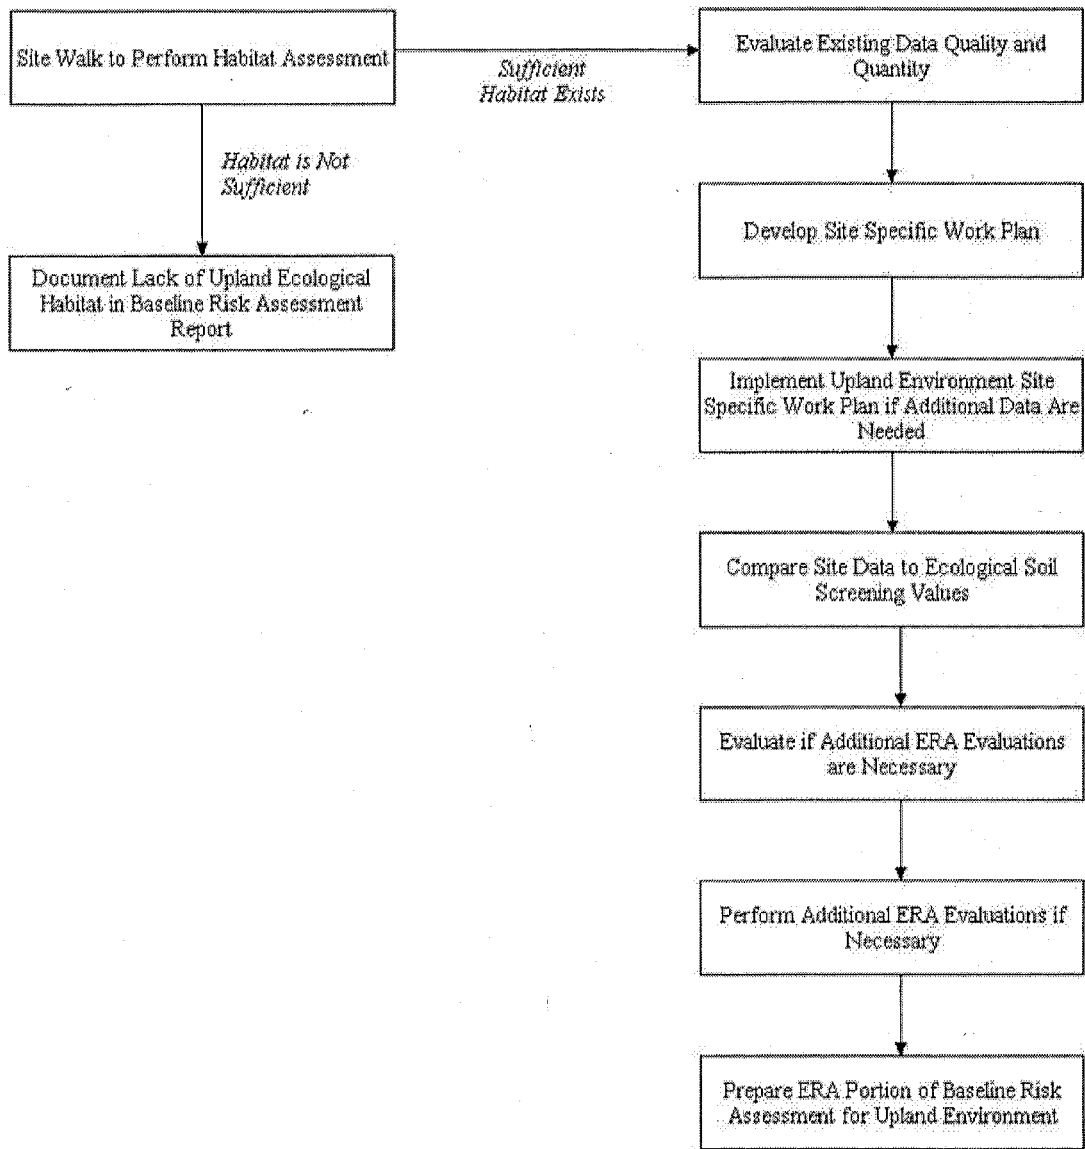 Site Walk to Perform Habitat Assessment
Sufficient
Habitat Exists
Evaluate Existing Data Quality and
Quantity
Habitat is Not
Sufficient
Develop Site Specific Work Plan
Document Lack of Upland Ecological
Habitat in Baseline Risk Assessment
Report
Implement Upland Environment Site
Specific Work Plan if Additional Data Are
Needed
Compare Site Data to Ecological Soil
Screening Values
Evaluate if Additional ERA Evaluations
are Necessary
Perform Additional ERA Evaluations if
Necessary
Prepare ERA Portion of Baseline Risk
Assessment for Upland Environment